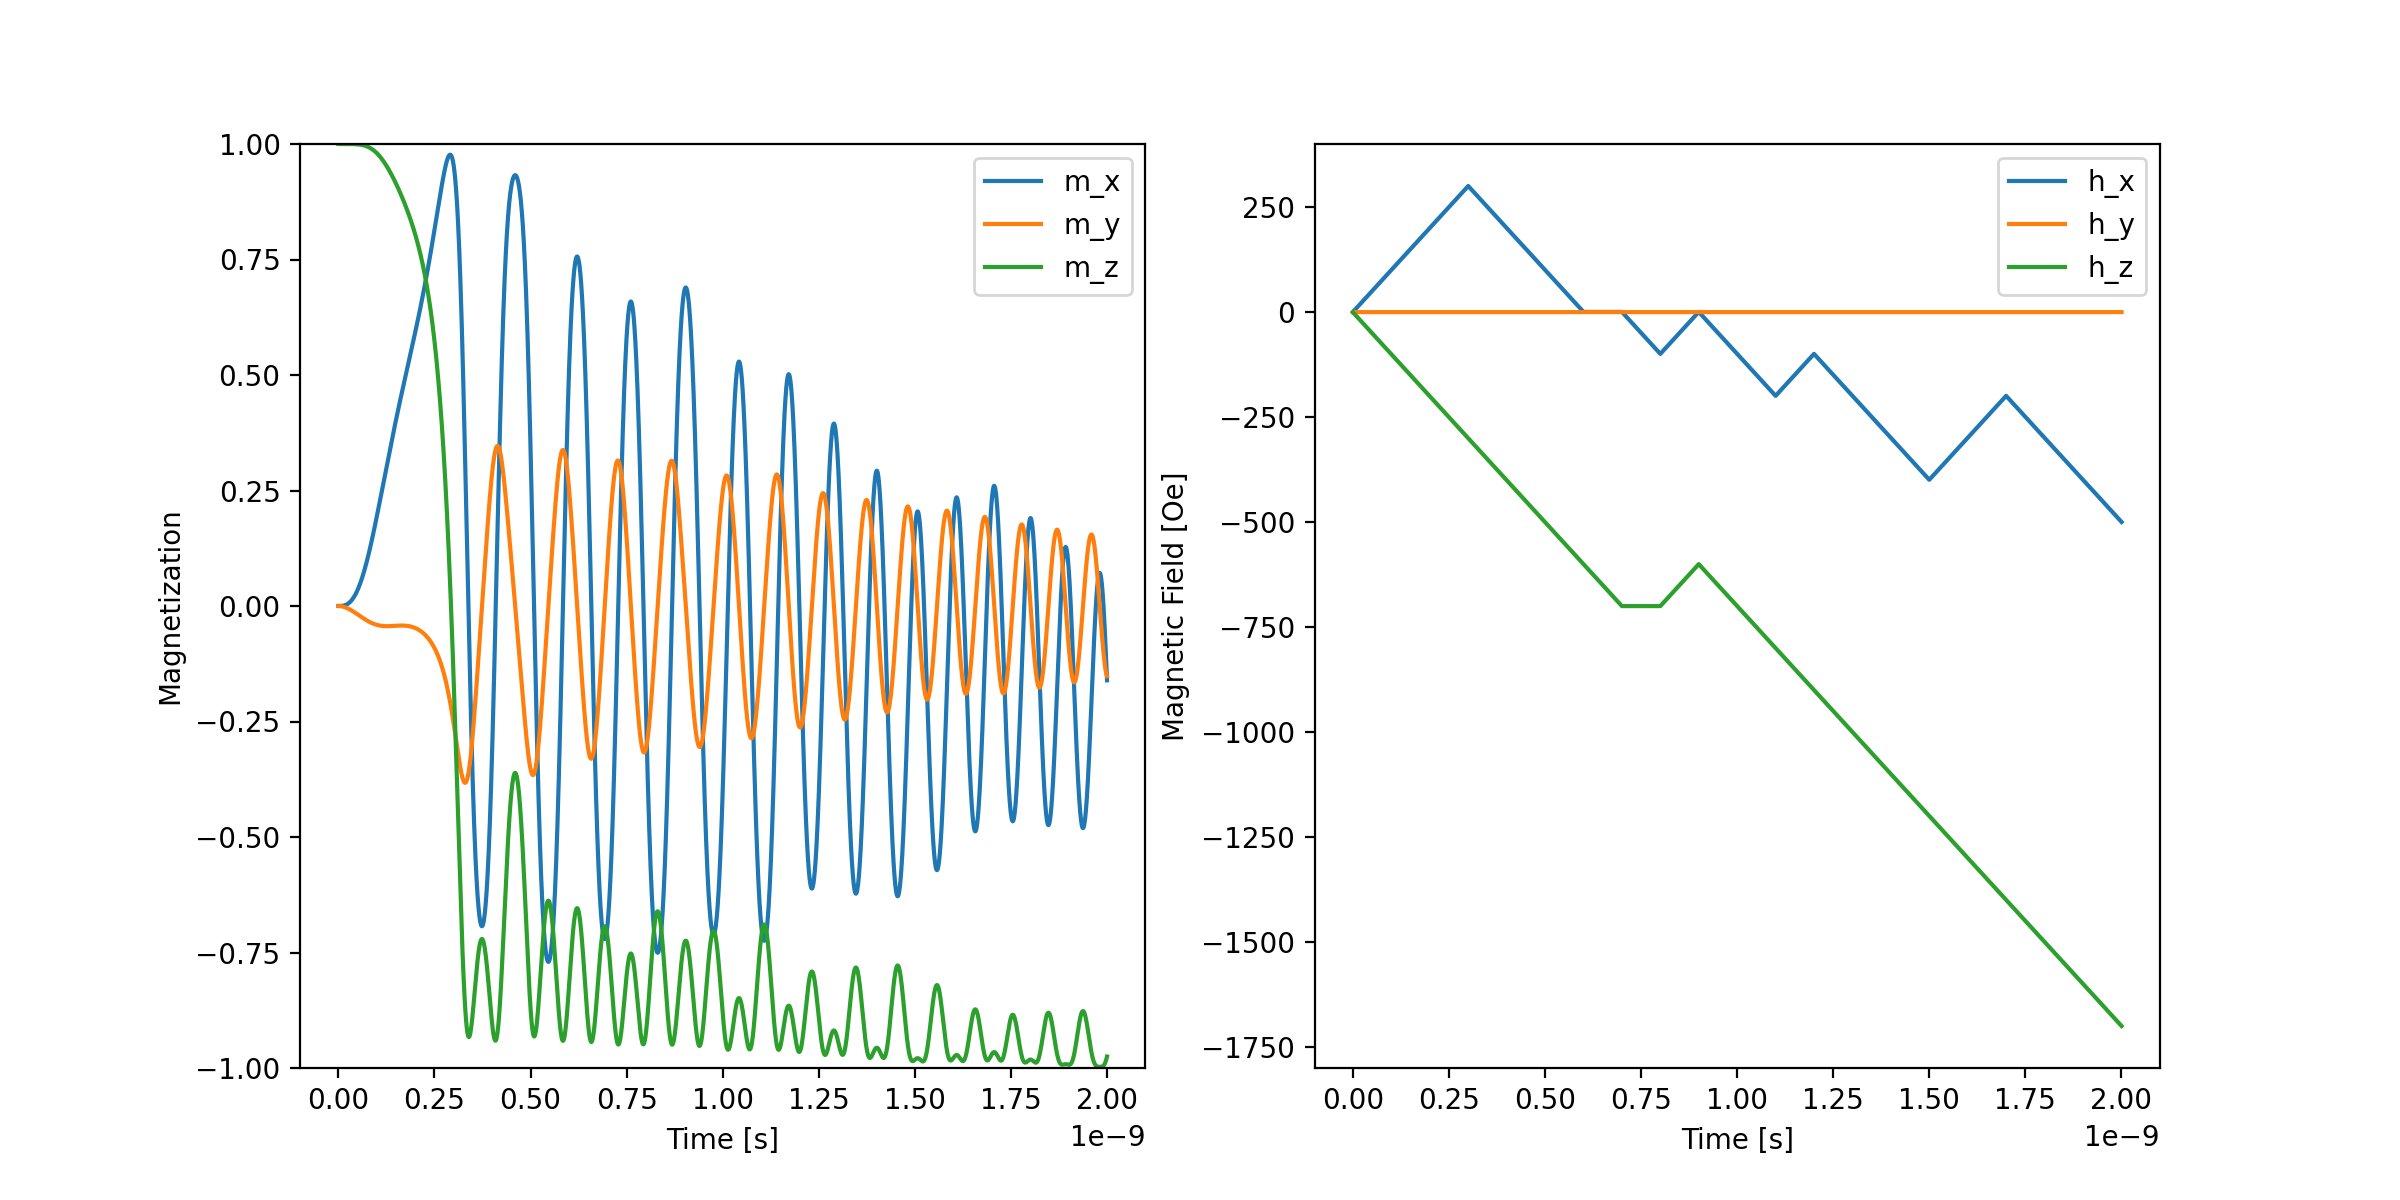 Magnetization
1.00
0.75
0.50
0.25
0.00
−0.25
−0.50
−0.75
−1.00
0.00 0.25 0.50 0.75 1.00 1.25 1.50 1.75 2.00
Time [s]
1e−9
m_x
m_y
m_z
Magnetic Field [Oe]
250
0
−250
−500
−750
−1000
−1250
−1500
−1750
0.00 0.25 0.50 0.75 1.00 1.25 1.50 1.75 2.00
Time [s]
1e−9
h_x
h_y
h_z